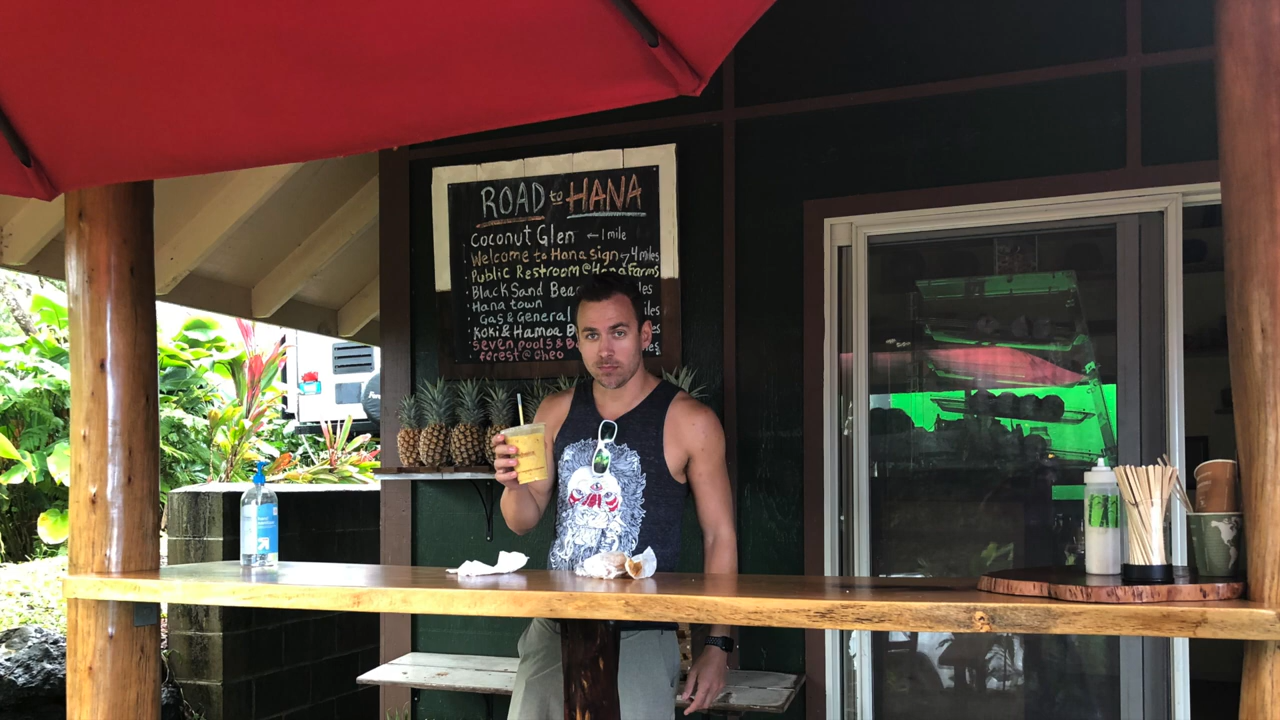 ROAD to HANA
Coconut Glen ← 1 mile
Welcome to Hana sign → 4 miles
Public Restroom @ Hana Farms
Black Sand
Hana town
Gas & General
Koki & Hamoa
seven pools &
forest @ Oheo